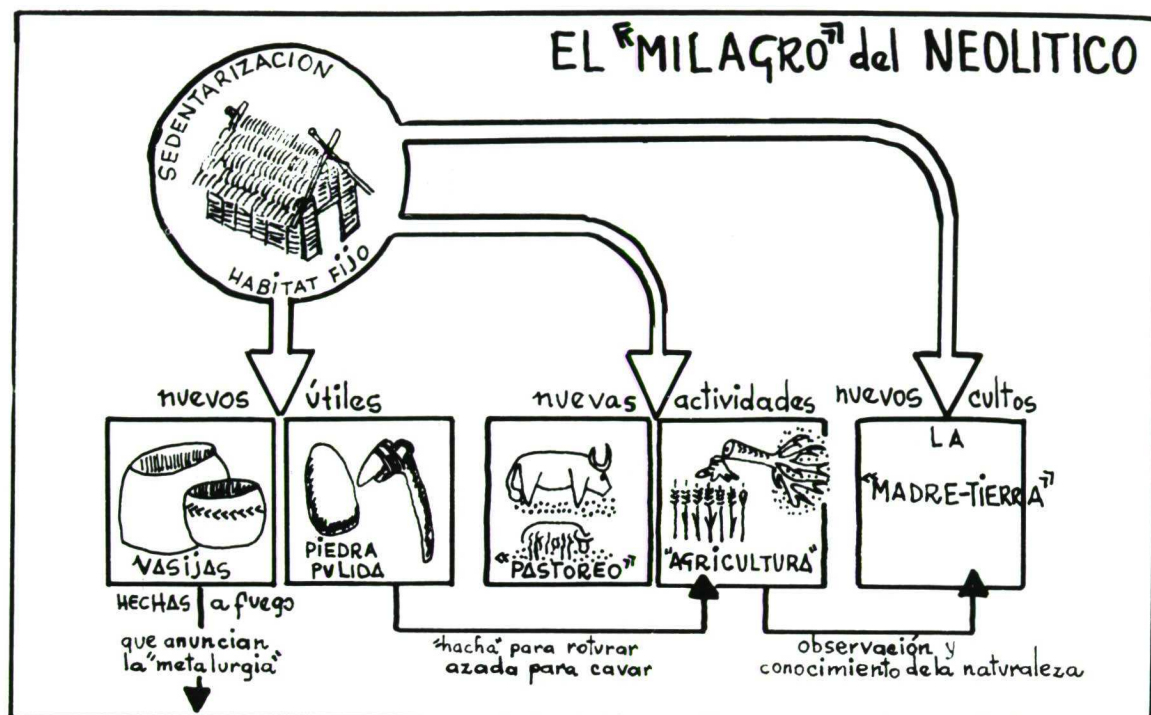 EL "MILAGRO" del NEOLITICO
SEDENTARIZACION
HABITAT FIJO
nuevos útiles
nuevas actividades
nuevos cultos
VASIJAS
PIEDRA
PULIDA
"PASTOREO"
"AGRICULTURA"
LA
"MADRE-TIERRA"
HECHAS a fuego
que anuncian
la "metalurgia"
"hacha" para roturar
azada para cavar
observación y
conocimiento de la naturaleza